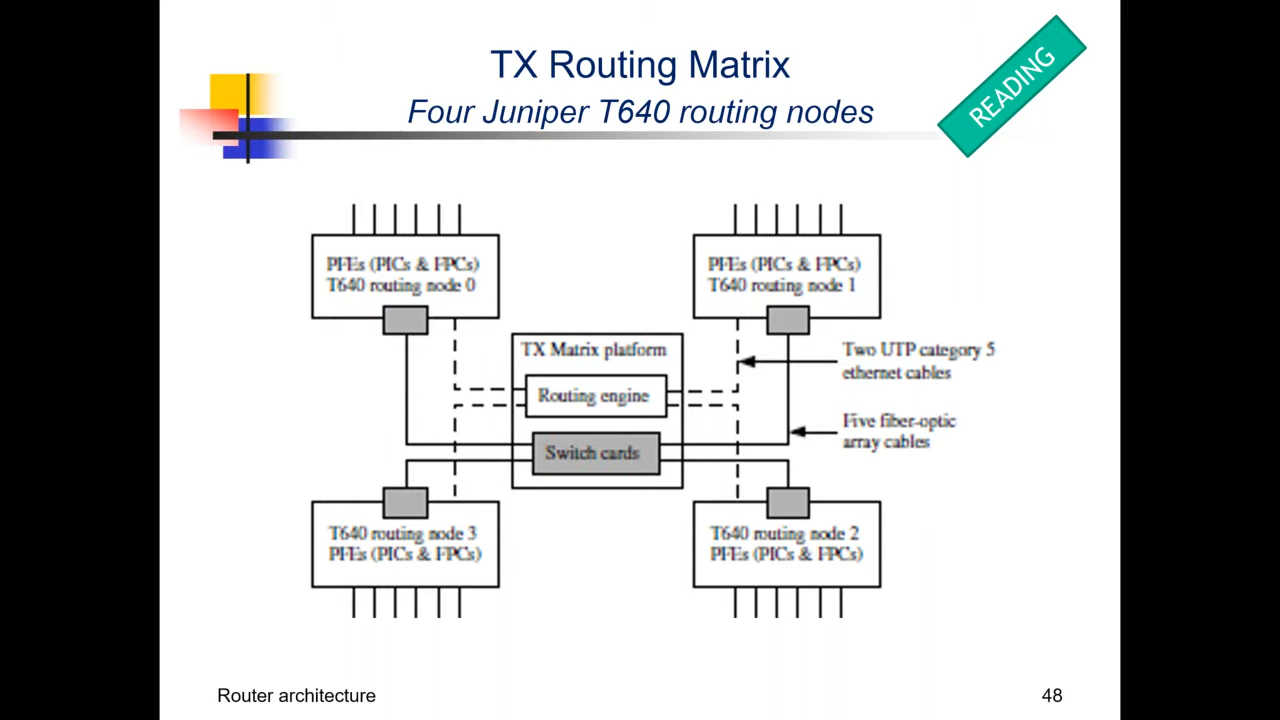 TX Routing Matrix
Four Juniper T640 routing nodes
READING
PFEs (PICs & FPCs)
T640 routing node 0
PFEs (PICs & FPCs)
T640 routing node 1
TX Matrix platform
Routing engine
Switch cards
Two UTP category 5
ethernet cables
Five fiber-optic
array cables
T640 routing node 3
PFEs (PICs & FPCs)
T640 routing node 2
PFEs (PICs & FPCs)
Router architecture
48